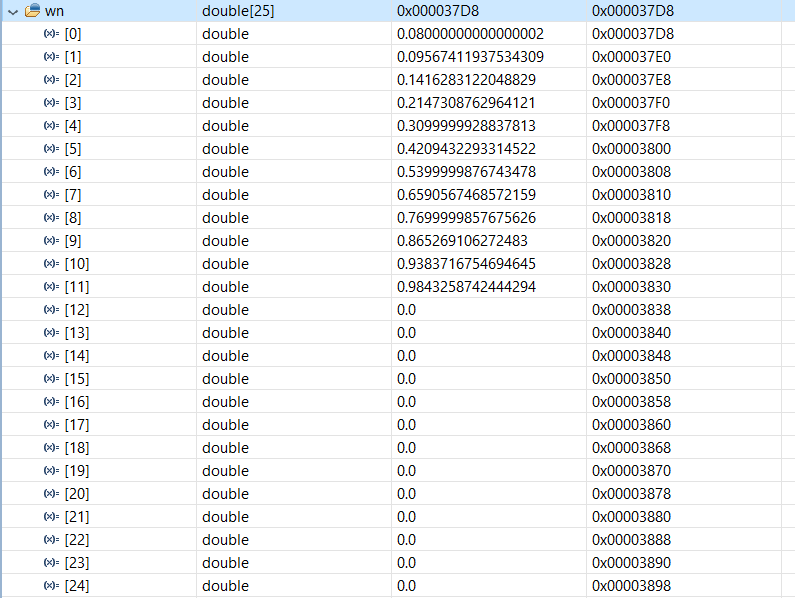 wn double[25] 0x000037D8 0x000037D8
(x)= [0] double 0.08000000000000002 0x000037D8
(x)= [1] double 0.09567411937534309 0x000037E0
(x)= [2] double 0.1416283122048829 0x000037E8
(x)= [3] double 0.2147308762964121 0x000037F0
(x)= [4] double 0.3099999928837813 0x000037F8
(x)= [5] double 0.4209432293314522 0x00003800
(x)= [6] double 0.5399999876743478 0x00003808
(x)= [7] double 0.6590567468572159 0x00003810
(x)= [8] double 0.7699999857675626 0x00003818
(x)= [9] double 0.865269106272483 0x00003820
(x)= [10] double 0.9383716754694645 0x00003828
(x)= [11] double 0.9843258742444294 0x00003830
(x)= [12] double 0.0 0x00003838
(x)= [13] double 0.0 0x00003840
(x)= [14] double 0.0 0x00003848
(x)= [15] double 0.0 0x00003850
(x)= [16] double 0.0 0x00003858
(x)= [17] double 0.0 0x00003860
(x)= [18] double 0.0 0x00003868
(x)= [19] double 0.0 0x00003870
(x)= [20] double 0.0 0x00003878
(x)= [21] double 0.0 0x00003880
(x)= [22] double 0.0 0x00003888
(x)= [23] double 0.0 0x00003890
(x)= [24] double 0.0 0x00003898